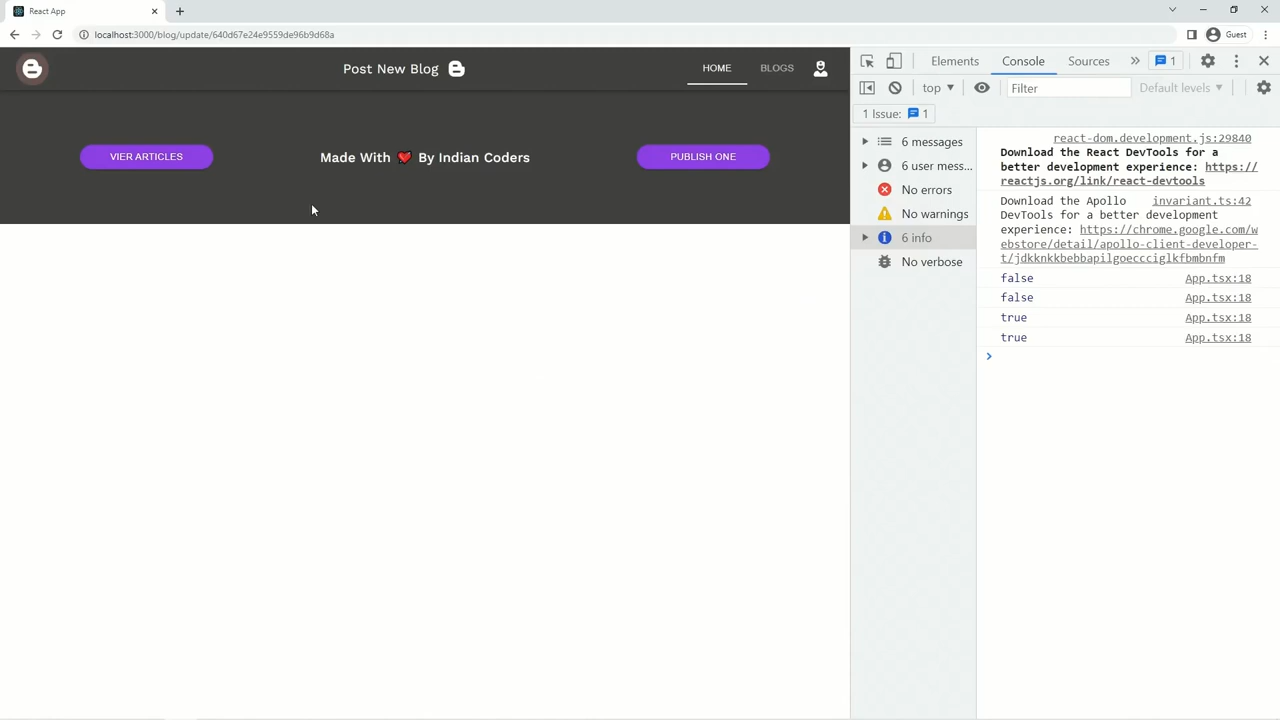 React App
localhost:3000/blog/update/640d67e24e9559de96b9d68a
Guest
Post New Blog
HOME
BLOGS
VIER ARTICLES
Made With ❤️ By Indian Coders
PUBLISH ONE
Elements
Console
Sources
1
top
Filter
Default levels
1 Issue: 1
6 messages
6 user mess...
No errors
No warnings
6 info
No verbose
react-dom.development.js:29840
Download the React DevTools for a
better development experience: https://
reactjs.org/link/react-devtools
Download the Apollo invariant.ts:42
DevTools for a better development
experience: https://chrome.google.com/w
ebstore/detail/apollo-client-developer-
t/jdkknkkbebbapilgoeccciglkfbmbnfm
false App.tsx:18
false App.tsx:18
true App.tsx:18
true App.tsx:18